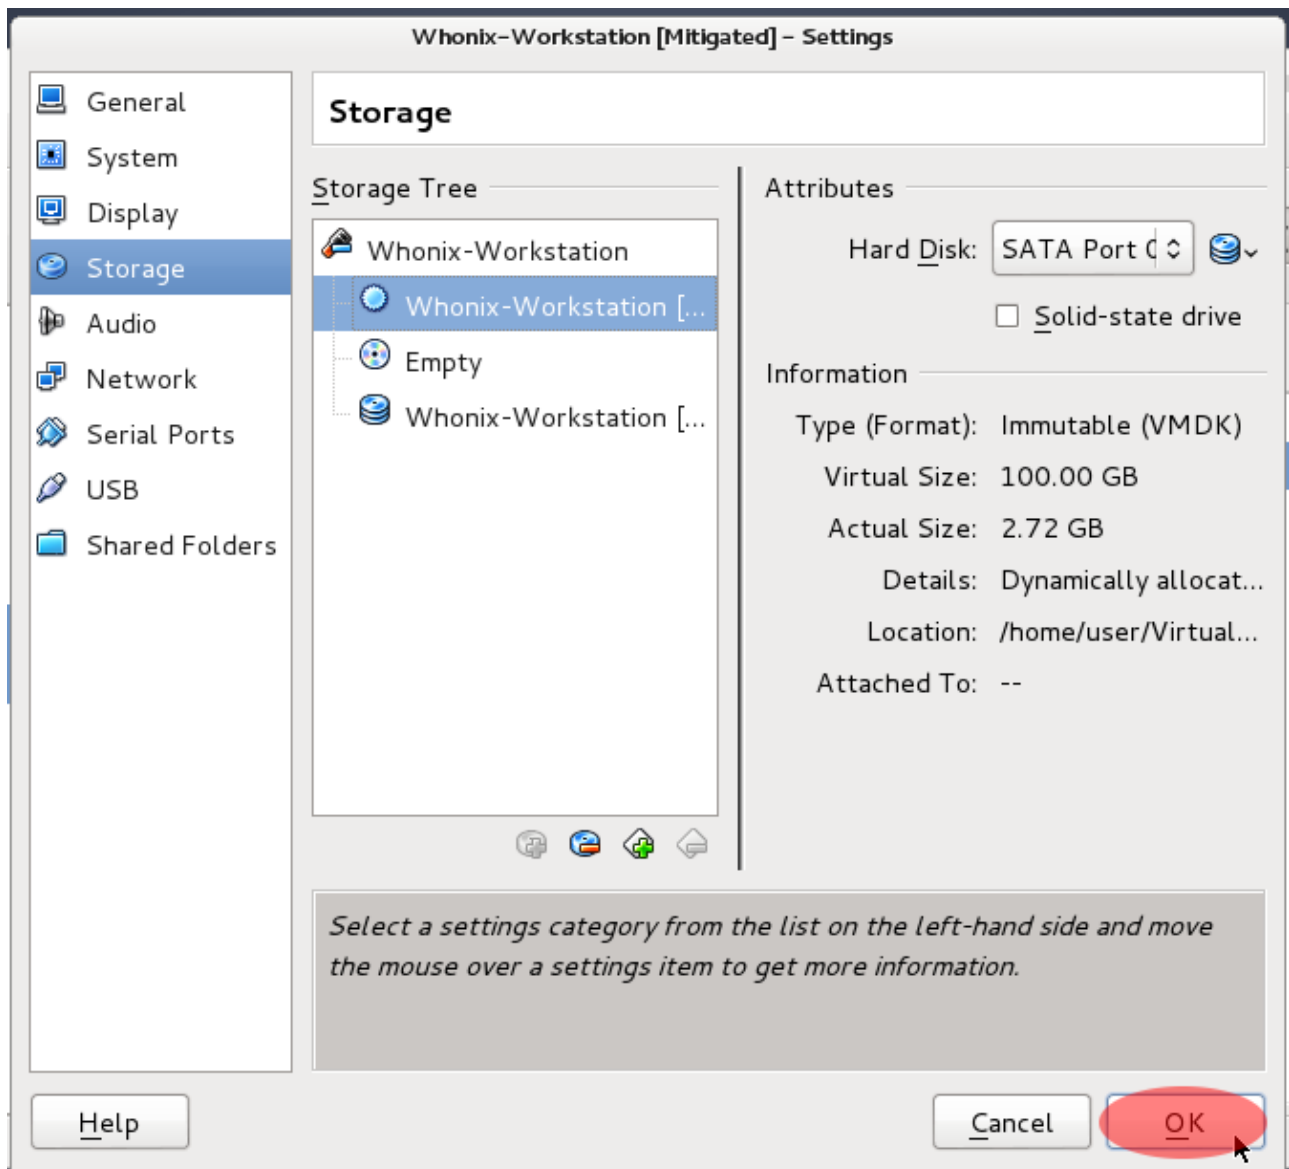 Whonix-Workstation [Mitigated] - Settings
General
System
Display
Storage
Audio
Network
Serial Ports
USB
Shared Folders
Storage
Storage Tree
Whonix-Workstation
Whonix-Workstation [...
Empty
Whonix-Workstation [...
Attributes
Hard Disk: SATA Port
Solid-state drive
Information
Type (Format): Immutable (VMDK)
Virtual Size: 100.00 GB
Actual Size: 2.72 GB
Details: Dynamically allocat...
Location: /home/user/Virtual...
Attached To: --
Select a settings category from the list on the left-hand side and move
the mouse over a settings item to get more information.
Help
Cancel
OK